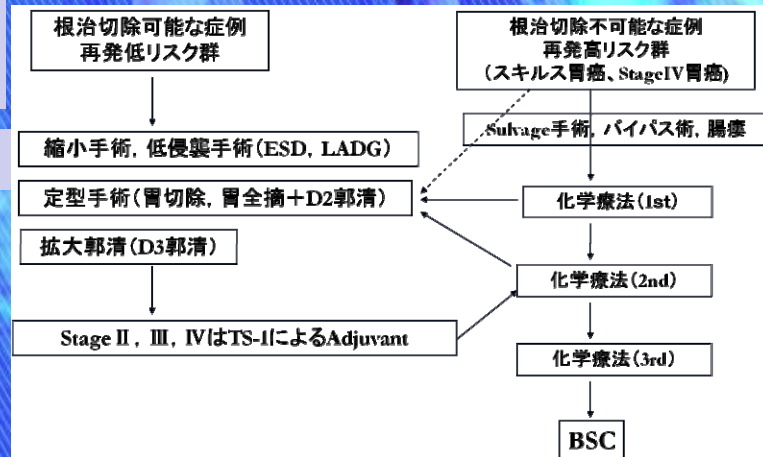 根治切除可能な症例
再発低リスク群
根治切除不可能な症例
再発高リスク群
(スキルス胃癌、StageⅣ胃癌)
Sulvage手術, バイパス術, 腸瘻
縮小手術, 低侵襲手術(ESD, LADG)
定型手術(胃切除, 胃全摘+D2郭清)
化学療法(1st)
拡大郭清(D3郭清)
化学療法(2nd)
Stage Ⅱ, Ⅲ, ⅣはTS-1によるAdjuvant
化学療法(3rd)
BSC